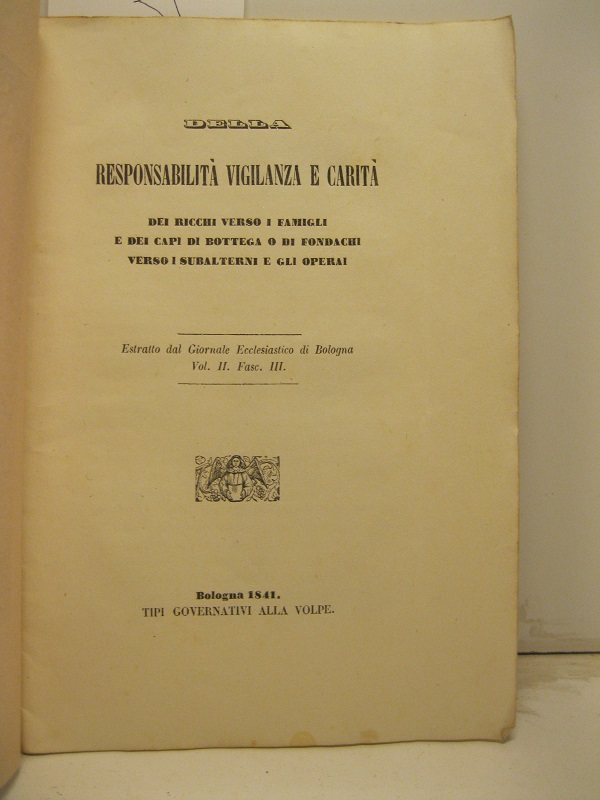 DELLA
RESPONSABILITÀ VIGILANZA E CARITÀ
DEI RICCHI VERSO I FAMIGLI
E DEI CAPI DI BOTTEGA O DI FONDACHI
VERSO I SUBALTERNI E GLI OPERAI
Estratto dal Giornale Ecclesiastico di Bologna
Vol. II. Fasc. III.
Bologna 1841.
TIPI GOVERNATIVI ALLA VOLPE.